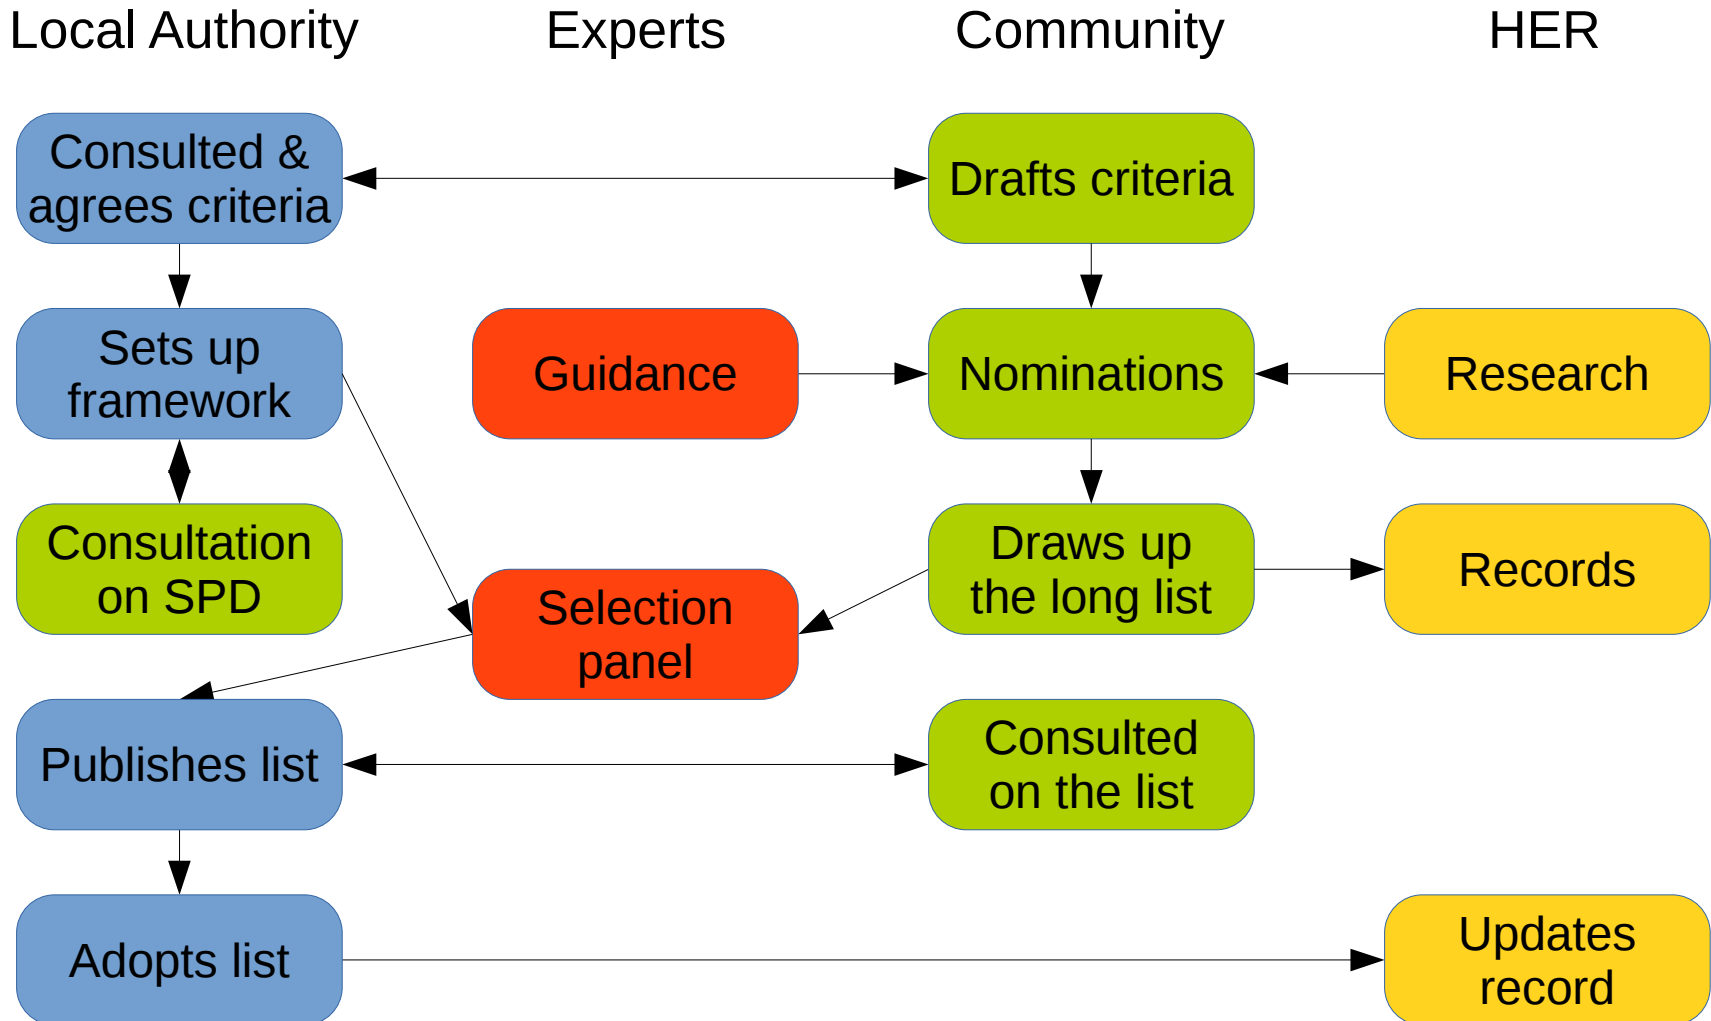 Local Authority
Experts
Community
HER
Consulted &
agrees criteria
Drafts criteria
Sets up
framework
Guidance
Nominations
Research
Consultation
on SPD
Selection
panel
Draws up
the long list
Records
Publishes list
Consulted
on the list
Adopts list
Updates
record